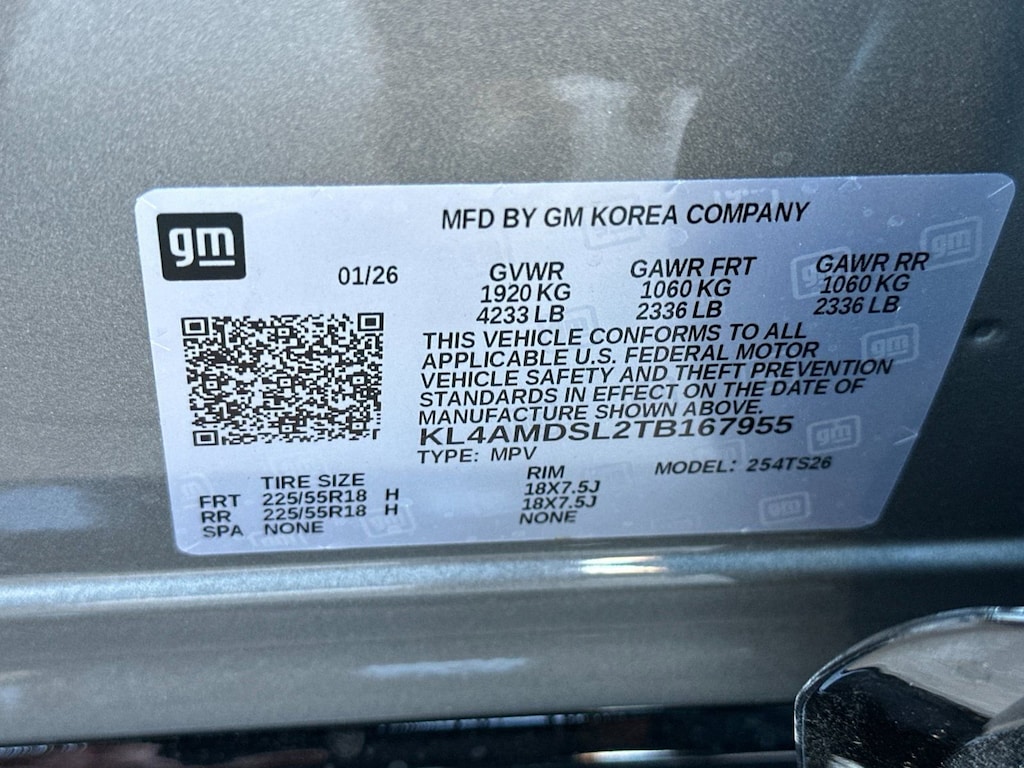 gm
MFD BY GM KOREA COMPANY
01/26
GVWR GAWR FRT GAWR RR
1920 KG 1060 KG 1060 KG
4233 LB 2336 LB 2336 LB
THIS VEHICLE CONFORMS TO ALL
APPLICABLE U.S. FEDERAL MOTOR
VEHICLE SAFETY AND THEFT PREVENTION
STANDARDS IN EFFECT ON THE DATE OF
MANUFACTURE SHOWN ABOVE.
KL4AMDSL2TB167955
TYPE: MPV MODEL: 254TS26
TIRE SIZE RIM
FRT 225/55R18 H 18X7.5J
RR 225/55R18 H 18X7.5J
SPA NONE NONE